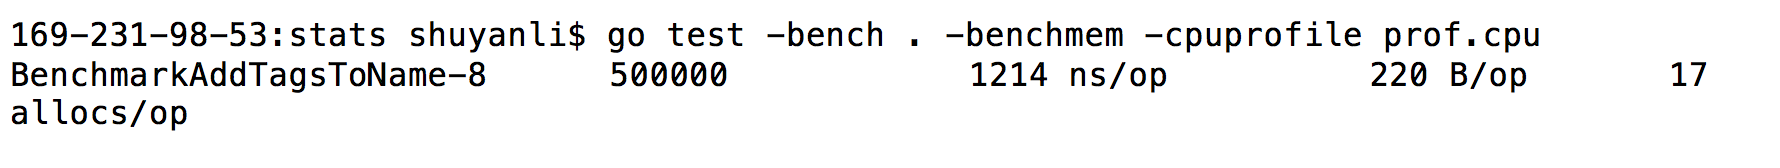 169-231-98-53:stats shuyanli$ go test -bench . -benchmem -cpuprofile prof.cpu
BenchmarkAddTagsToName-8      500000            1214 ns/op          220 B/op       17
allocs/op